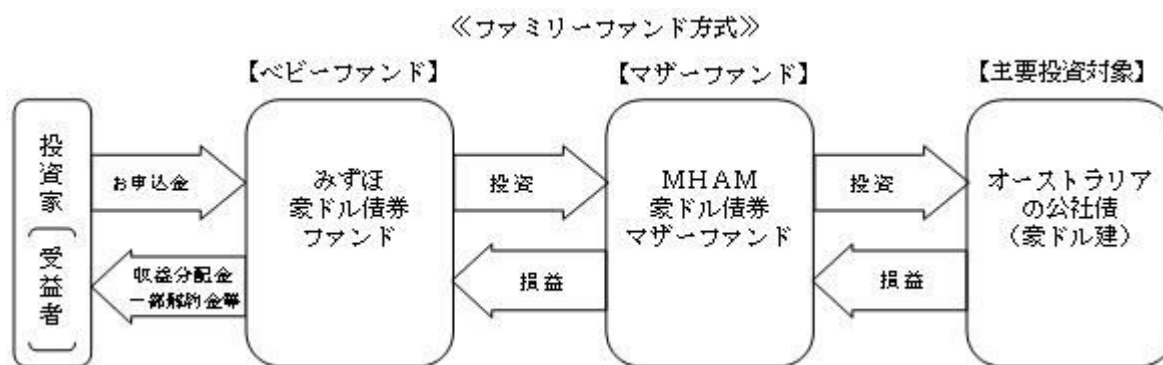 ≪ファミリーファンド方式≫
【ベビーファンド】
【マザーファンド】
【主要投資対象】
投資家
(受益者)
お申込金
収益分配金
一部解約金等
みずほ
豪ドル債券
ファンド
投資
損益
MHAM
豪ドル債券
マザーファンド
投資
損益
オーストラリア
の公社債
(豪ドル建)